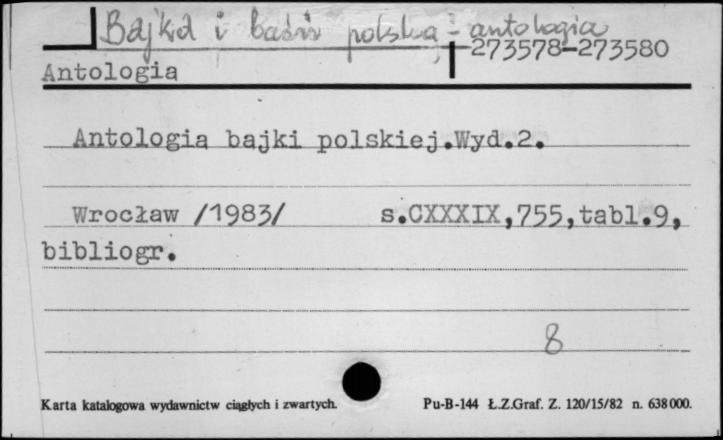 Bajka i baśń polska - antologia
273578-273580
Antologia
Antologia bajki polskiej.Wyd.2.
Wrocław /1983/ s.CXXXIX,755,tabl.9,
bibliogr.
8
Karta katalogowa wydawnictw ciągłych i zwartych. Pu-B-144 Ł.Z.Graf. Z. 120/15/82 n. 638000.